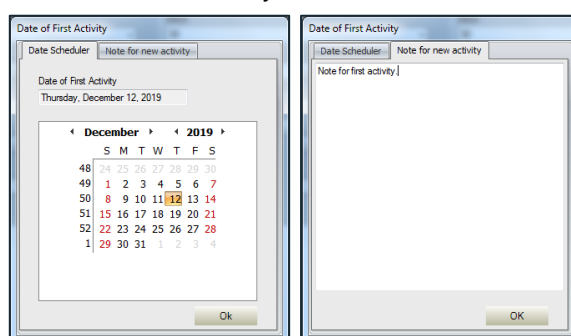 Date of First Activity
Date Scheduler Note for new activity
Date of First Activity
Thursday, December 12, 2019
December 2019
S M T W T F S
48 24 25 26 27 28 29 30
49 1 2 3 4 5 6 7
50 8 9 10 11 12 13 14
51 15 16 17 18 19 20 21
52 22 23 24 25 26 27 28
1 29 30 31 1 2 3 4
Ok
Date of First Activity
Date Scheduler Note for new activity
Note for first activity.
OK